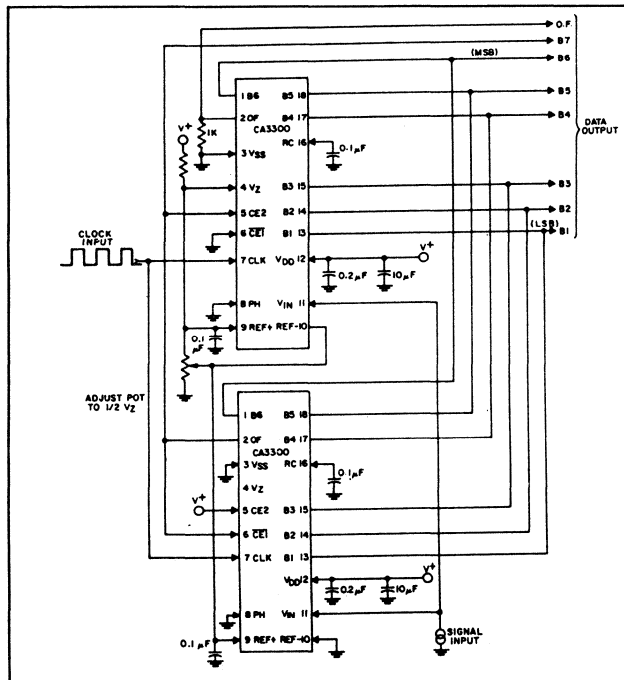 O.F.
B7
(MSB)
B6
1 B6 B5 18 B5
2 OF B4 17 B4
CA3300
1K
3 VSS RC 16 0.1µF
V+
4 VZ B3 15 B3
5 CE2 B2 14 B2
6 CE1 B1 13 (LSB) B1
DATA OUTPUT
CLOCK INPUT
7 CLK VDD 12 V+
0.2µF 10µF
8 PH VIN 11
9 REF+ REF- 10
0.1 µF
ADJUST POT
TO 1/2 VZ
1 B6 B5 18
2 OF B4 17
CA3300
3 VSS RC 16
0.1µF
4 VZ
V+
5 CE2 B3 15
6 CE1 B2 14
7 CLK B1 13
VDD 12 V+
0.2µF 10µF
8 PH VIN 11
0.1µF
9 REF+ REF- 10
SIGNAL
INPUT